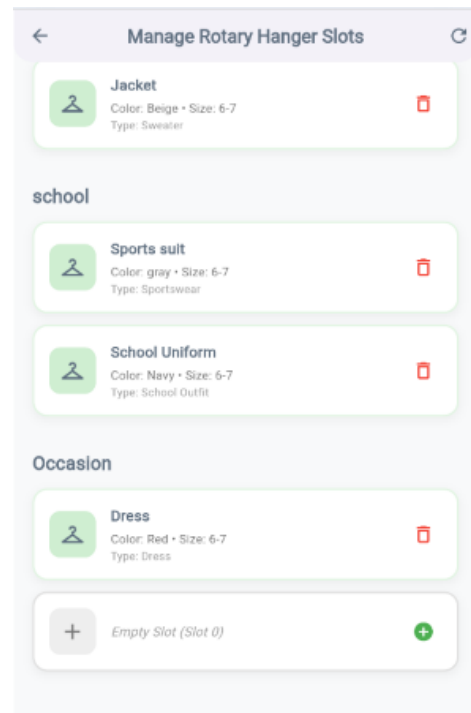 Manage Rotary Hanger Slots
Jacket
Color: Beige • Size: 6-7
Type: Sweater
school
Sports suit
Color: gray • Size: 6-7
Type: Sportswear
School Uniform
Color: Navy • Size: 6-7
Type: School Outfit
Occasion
Dress
Color: Red • Size: 6-7
Type: Dress
Empty Slot (Slot 0)